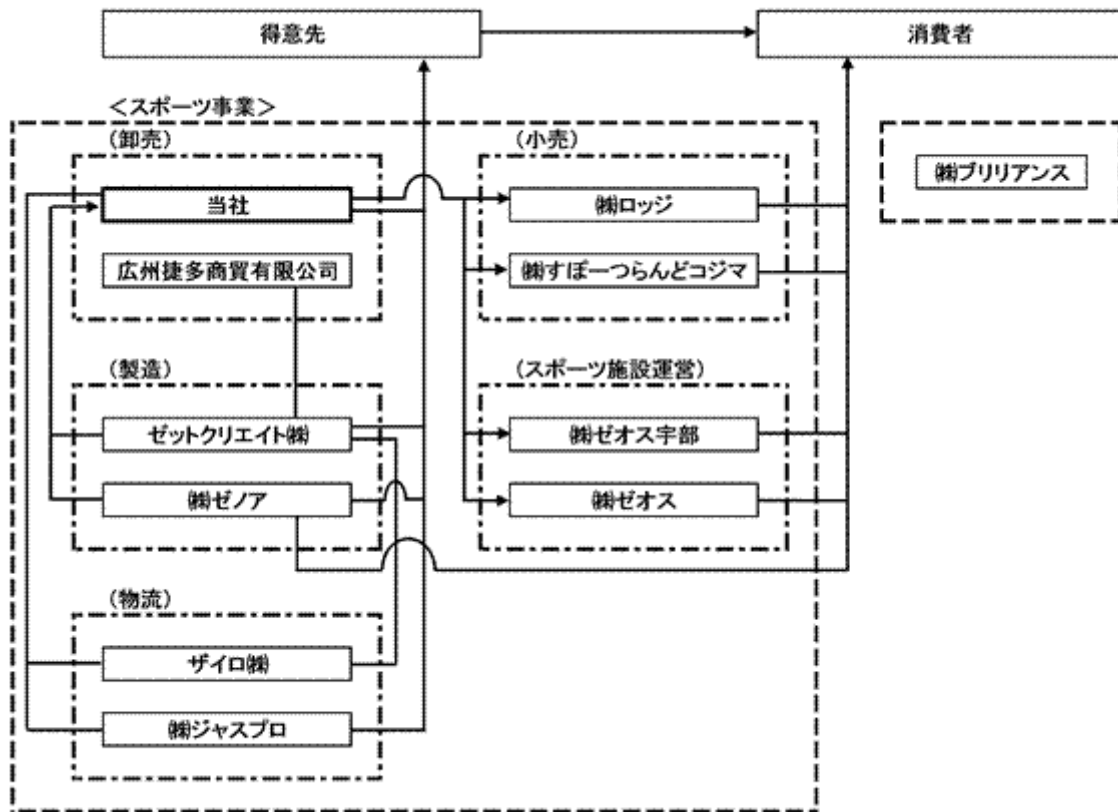 得意先
消費者
＜スポーツ事業＞
(卸売)
当社
広州捷多商貿有限公司
(小売)
㈱ロッジ
㈱すぽーつらんどコジマ
㈱ブリリアンス
(製造)
ゼットクリエイト㈱
㈱ゼノア
(スポーツ施設運営)
㈱ゼオス宇部
㈱ゼオス
(物流)
ザイロ㈱
㈱ジャスプロ